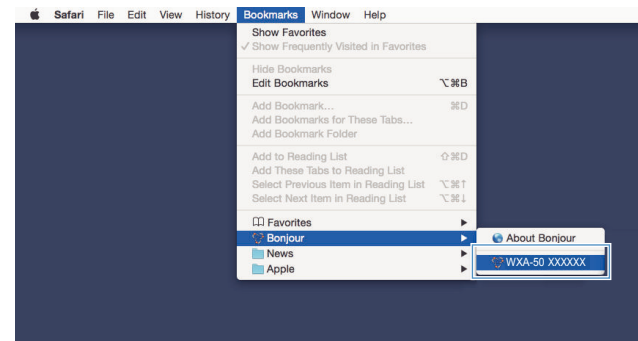 Safari File Edit View History Bookmarks Window Help
Show Favorites
✓ Show Frequently Visited in Favorites
Hide Bookmarks
Edit Bookmarks ⌥⌘B
Add Bookmark... ⌘D
Add Bookmarks for These Tabs...
Add Bookmark Folder
Add to Reading List ⇧⌘D
Add These Tabs to Reading List
Select Previous Item in Reading List ⌥⌘↑
Select Next Item in Reading List ⌥⌘↓
Favorites ▶
Bonjour ▶ About Bonjour
News ▶ WXA-50 XXXXXX
Apple ▶